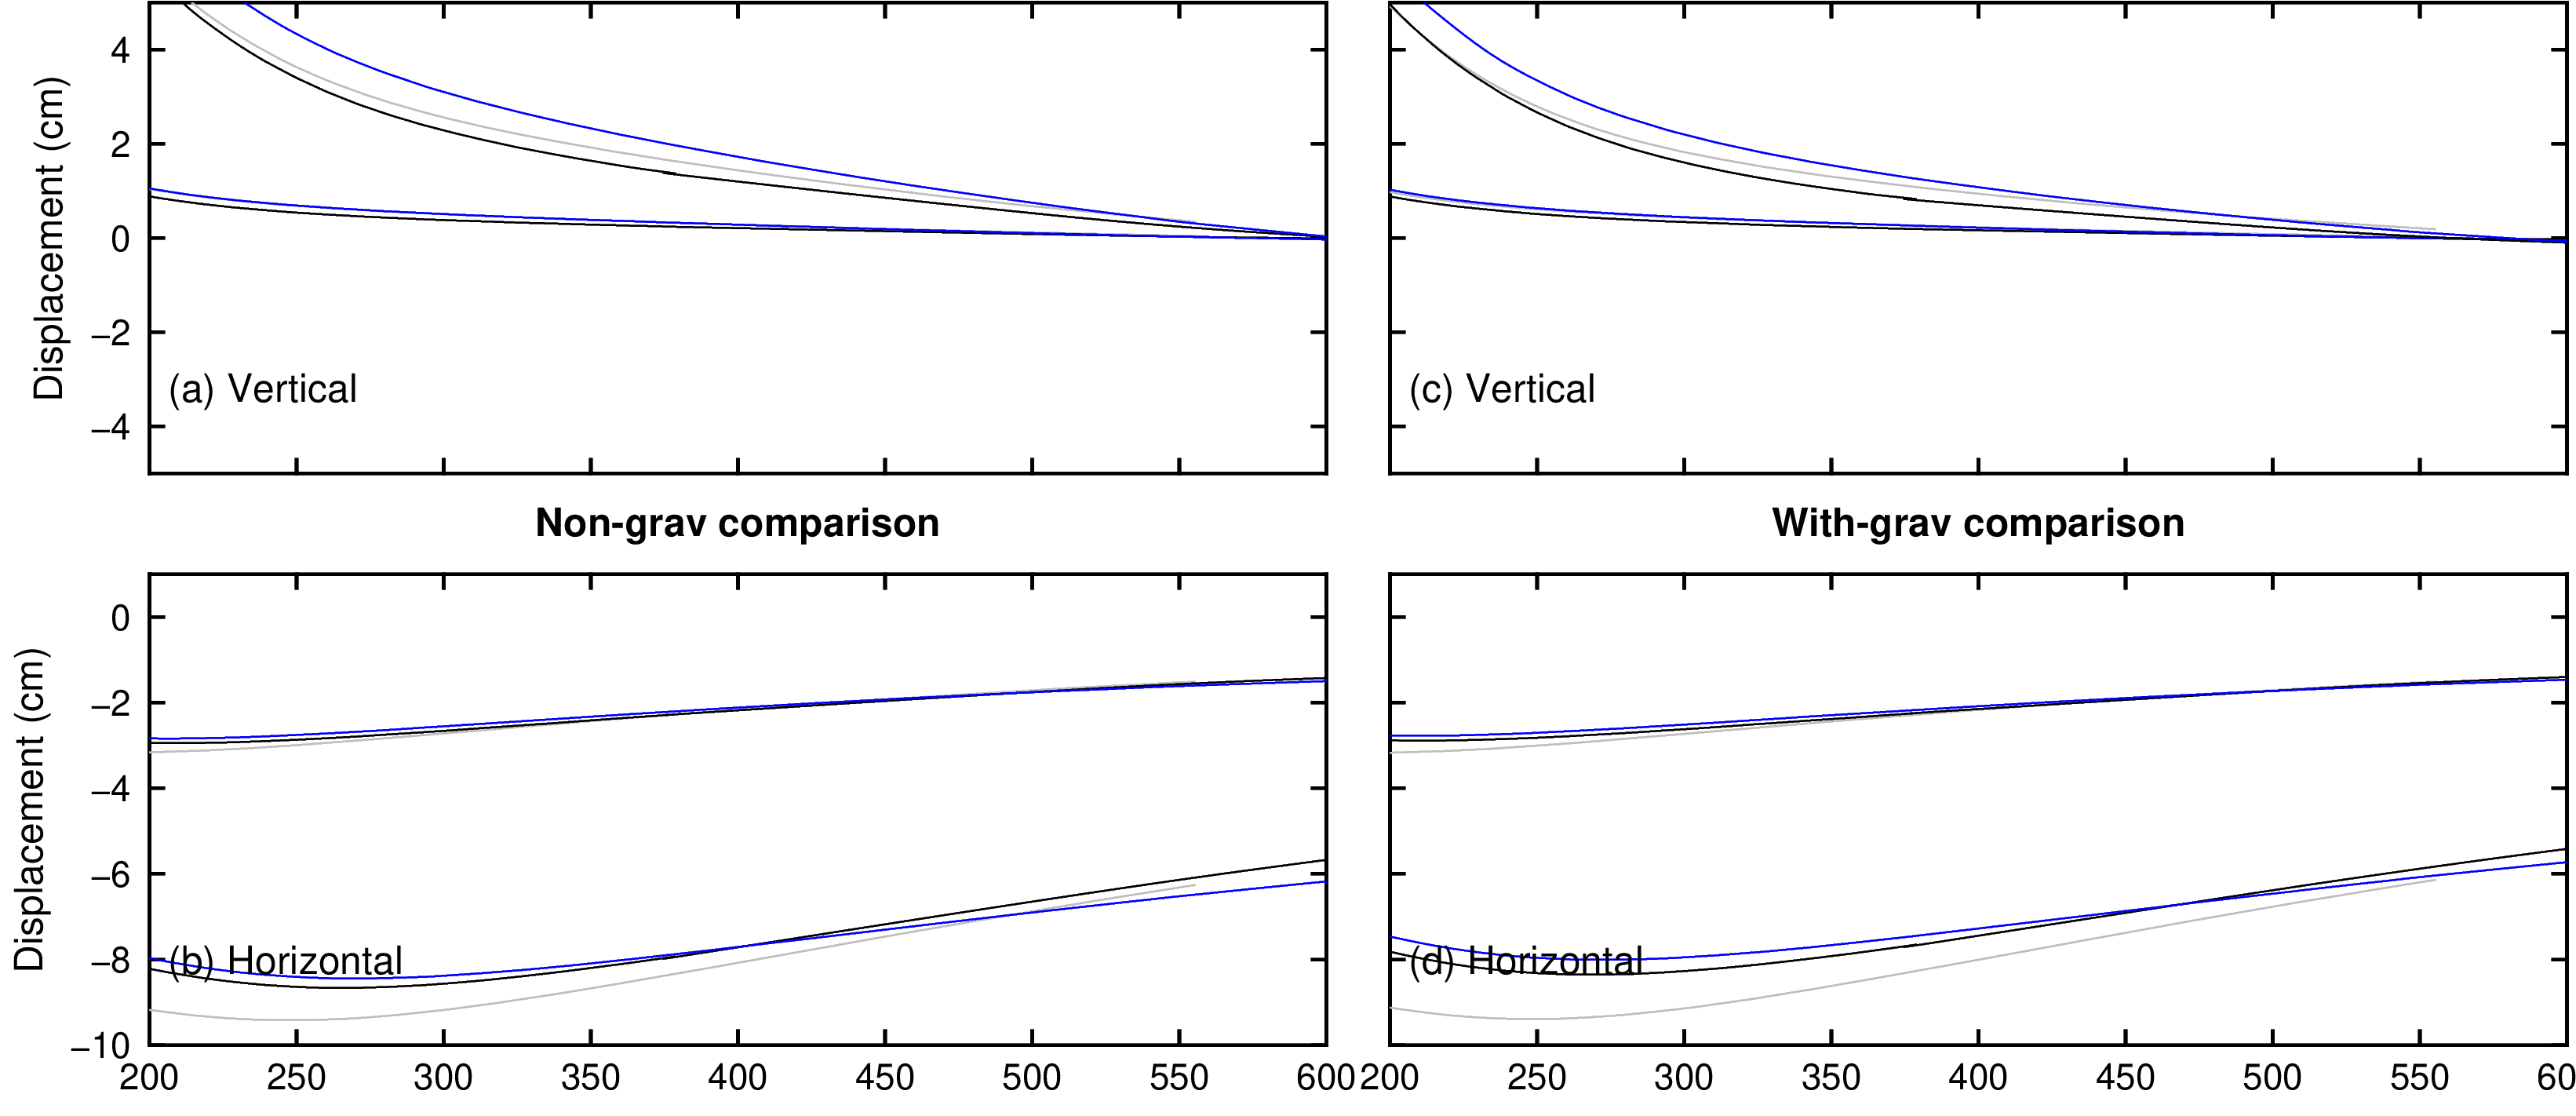 Displacement (cm)
4
2
0
−2
−4
(a) Vertical
(c) Vertical
Non-grav comparison
With-grav comparison
Displacement (cm)
0
−2
−4
−6
−8
−10
(b) Horizontal
(d) Horizontal
200 250 300 350 400 450 500 550 600
200 250 300 350 400 450 500 550 60